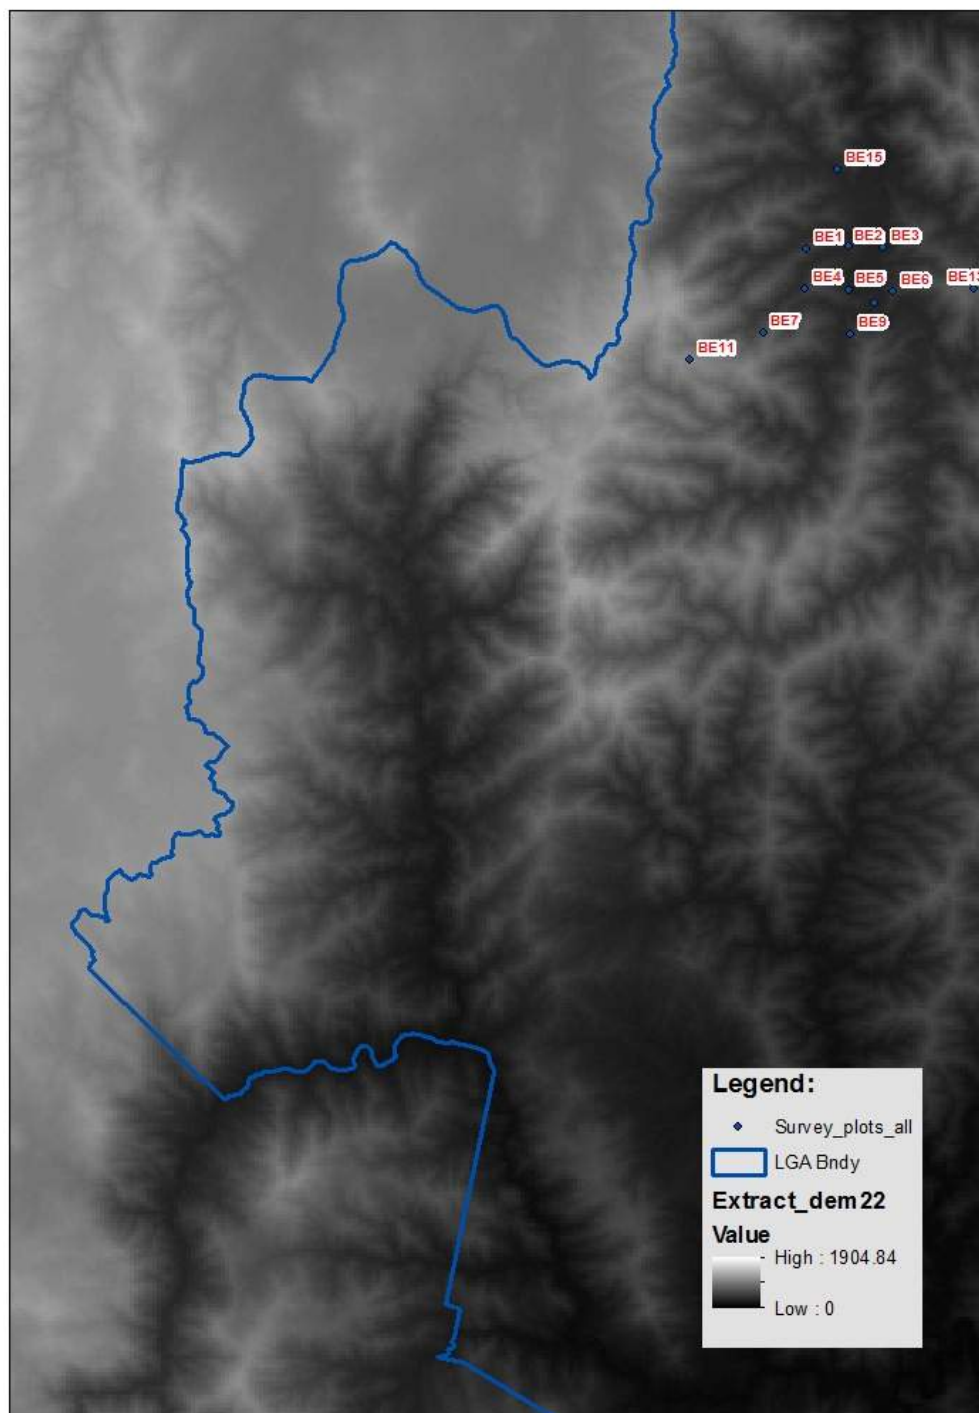 BE15
BE1
BE2
BE3
BE4
BE5
BE6
BE13
BE7
BE9
BE11
Legend:
Survey_plots_all
LGA Bndy
Extract_dem22
Value
High : 1904.84
Low : 0